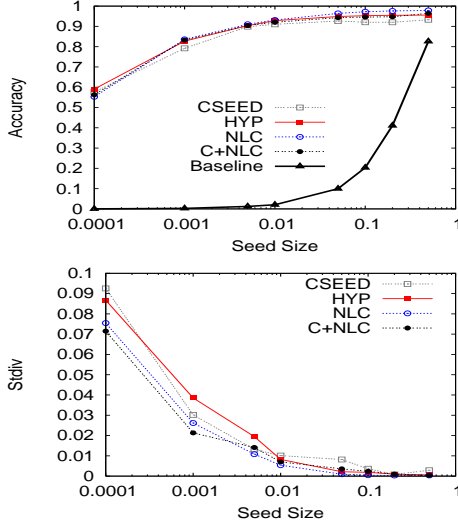 1
0.9
0.8
0.7
0.6
0.5
0.4
0.3
0.2
0.1
0
Accuracy
CSEED
HYP
NLC
C+NLC
Baseline
0.0001 0.001 0.01 0.1 1
Seed Size
0.1
0.09
0.08
0.07
0.06
0.05
0.04
0.03
0.02
0.01
0
Stdiv
CSEED
HYP
NLC
C+NLC
0.0001 0.001 0.01 0.1 1
Seed Size